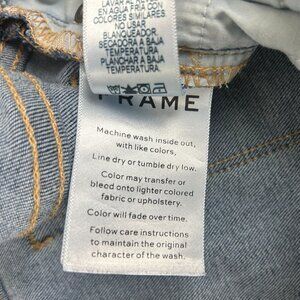 LAVAR A
EN AGUA FRIA CON
COLORES SIMILARES
NO USAR
BLANQUEADOR
SECADORA A BAJA
TEMPERATURA
PLANCHAR A BAJA
TEMPERATURA
FRAME
Machine wash inside out,
with like colors.
Line dry or tumble dry low.
Color may transfer or
bleed onto lighter colored
fabric or upholstery.
Color will fade over time.
Follow care instructions
to maintain the original
character of the wash.